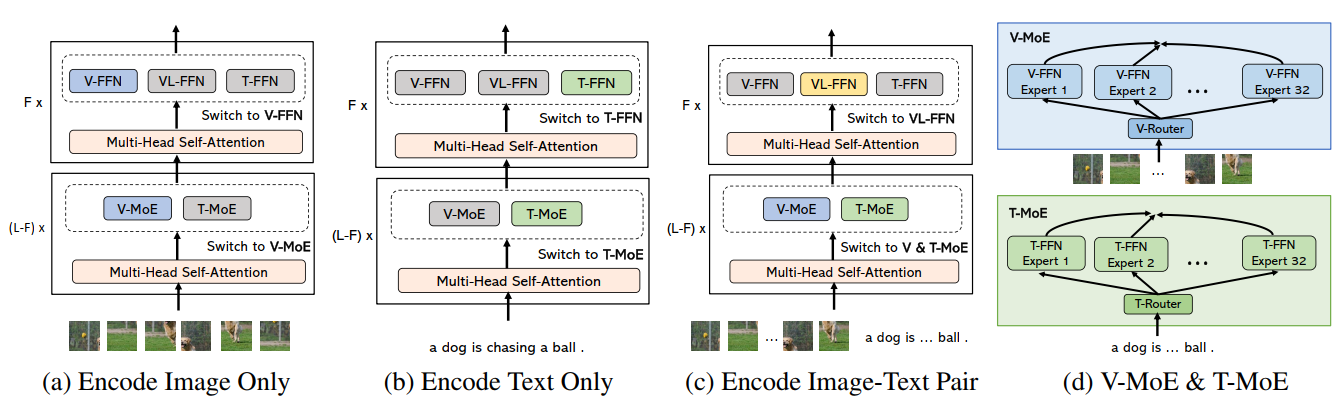 V-FFN VL-FFN T-FFN
F x
Switch to V-FFN
Multi-Head Self-Attention
V-MoE T-MoE
(L-F) x
Switch to V-MoE
Multi-Head Self-Attention
(a) Encode Image Only
V-FFN VL-FFN T-FFN
F x
Switch to T-FFN
Multi-Head Self-Attention
V-MoE T-MoE
(L-F) x
Switch to T-MoE
Multi-Head Self-Attention
a dog is chasing a ball .
(b) Encode Text Only
V-FFN VL-FFN T-FFN
F x
Switch to VL-FFN
Multi-Head Self-Attention
V-MoE T-MoE
(L-F) x
Switch to V & T-MoE
Multi-Head Self-Attention
... a dog is ... ball .
(c) Encode Image-Text Pair
V-MoE
V-FFN V-FFN V-FFN
Expert 1 Expert 2 ... Expert 32
V-Router
...
T-MoE
T-FFN T-FFN T-FFN
Expert 1 Expert 2 ... Expert 32
T-Router
a dog is ... ball .
(d) V-MoE & T-MoE